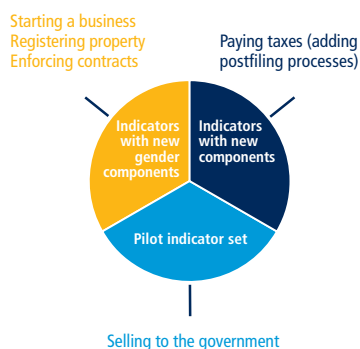 Starting a business
Registering property
Enforcing contracts
Paying taxes (adding
postfiling processes)
Indicators
with new
gender
components
Indicators
with new
components
Pilot indicator set
Selling to the government